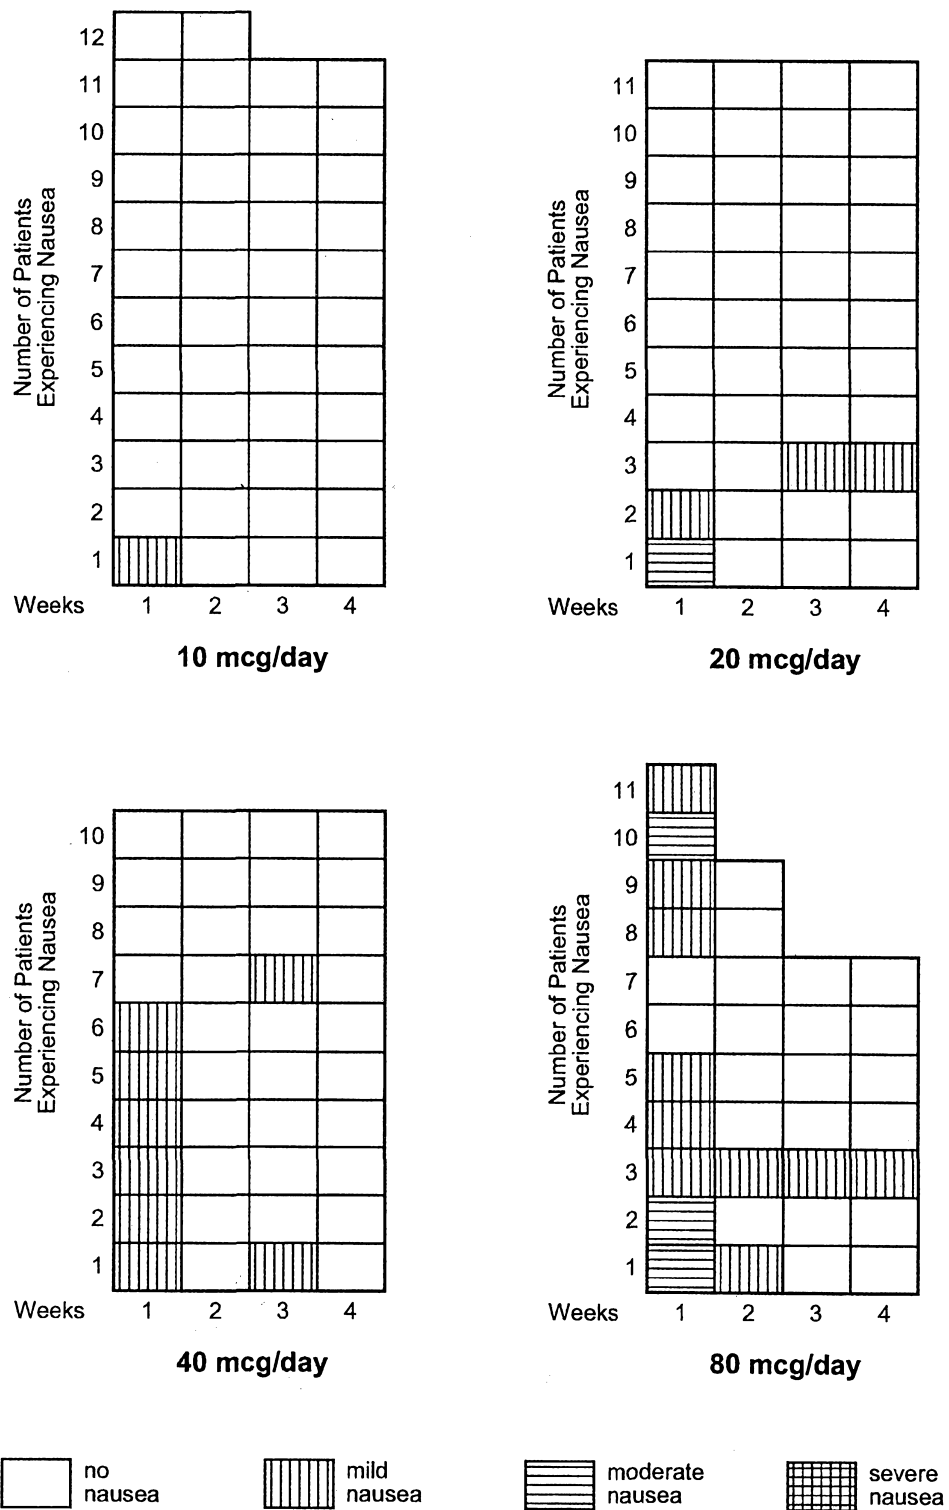 12
11
10
9
8
7
6
5
4
3
2
1
Number of Patients
Experiencing Nausea
Weeks 1 2 3 4
10 mcg/day
11
10
9
8
7
6
5
4
3
2
1
Number of Patients
Experiencing Nausea
Weeks 1 2 3 4
20 mcg/day
10
9
8
7
6
5
4
3
2
1
Number of Patients
Experiencing Nausea
Weeks 1 2 3 4
40 mcg/day
11
10
9
8
7
6
5
4
3
2
1
Number of Patients
Experiencing Nausea
Weeks 1 2 3 4
80 mcg/day
no
nausea
mild
nausea
moderate
nausea
severe
nausea